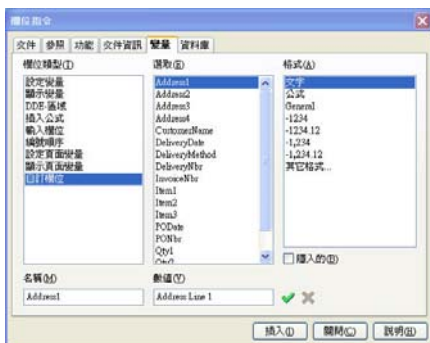 欄位指令
文件 參照 功能 文件資訊 變量 資料庫
欄位類型(T)
設定變量
顯示變量
DDE-區域
插入公式
輸入欄位
編號順序
設定頁面變量
顯示頁面變量
自訂欄位
選取(E)
Address1
Address2
Address3
Address4
CustomerName
DeliveryDate
DeliveryMethod
DeliveryNbr
InvoiceNbr
Item1
Item2
Item3
PODate
PONbr
Qty1
Qty2
格式(A)
文字
公式
General
-1234
-1234.12
-1,234
-1,234.12
其它格式...
隱入的(B)
名稱(M)
Address1
數值(V)
Address Line 1
插入(I) 關閉(C) 說明(H)